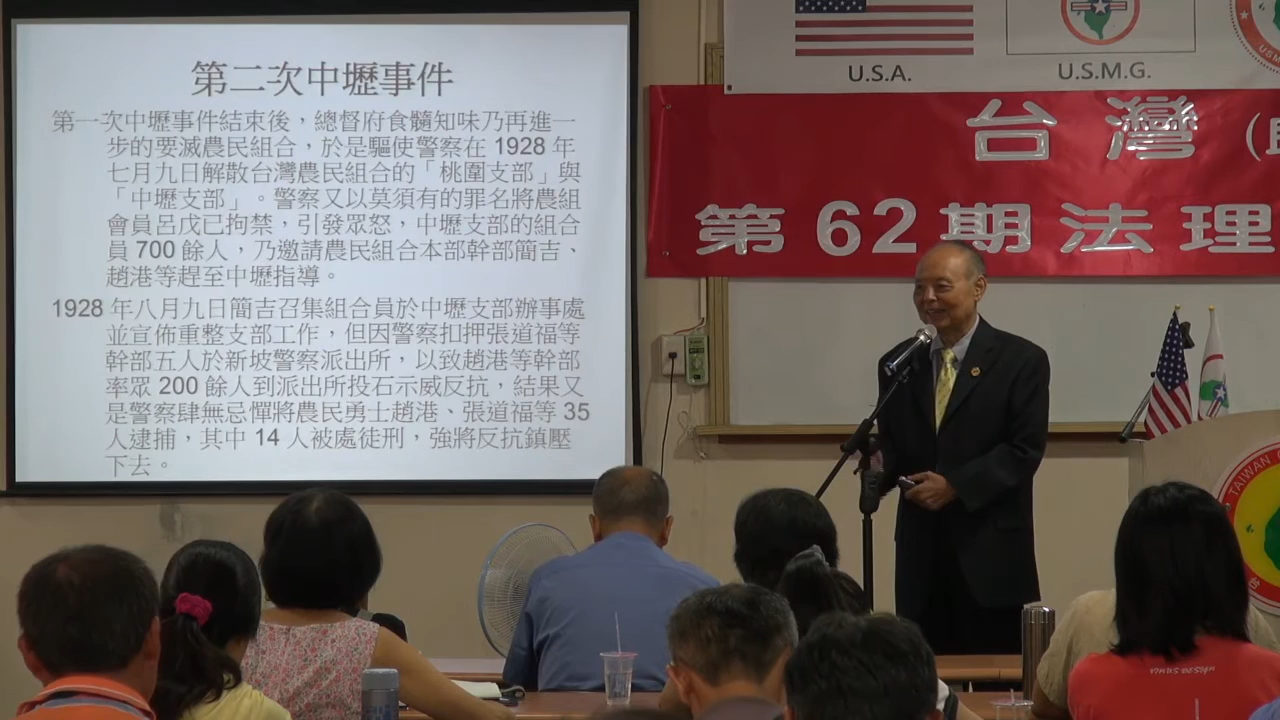 第二次中壢事件
第一次中壢事件結束後，總督府食髓知味乃再進一
步的要滅農民組合，於是驅使警察在 1928 年
七月九日解散台灣農民組合的「桃園支部」與
「中壢支部」。警察又以莫須有的罪名將農組
會員呂戊己拘禁，引發眾怒，中壢支部的組合
員 700 餘人，乃邀請農民組合本部幹部簡吉、
趙港等趕至中壢指導。
1928 年八月九日簡吉召集組合員於中壢支部辦事處
並宣佈重整支部工作，但因警察扣押張道福等
幹部五人於新坡警察派出所，以致趙港等幹部
率眾 200 餘人到派出所投石示威反抗，結果又
是警察肆無忌憚將農民勇士趙港、張道福等 35
人逮捕，其中 14 人被處徒刑，強將反抗鎮壓
下去。
U.S.A.
U.S.M.G.
台灣
第62期法理
TAIWAN
台